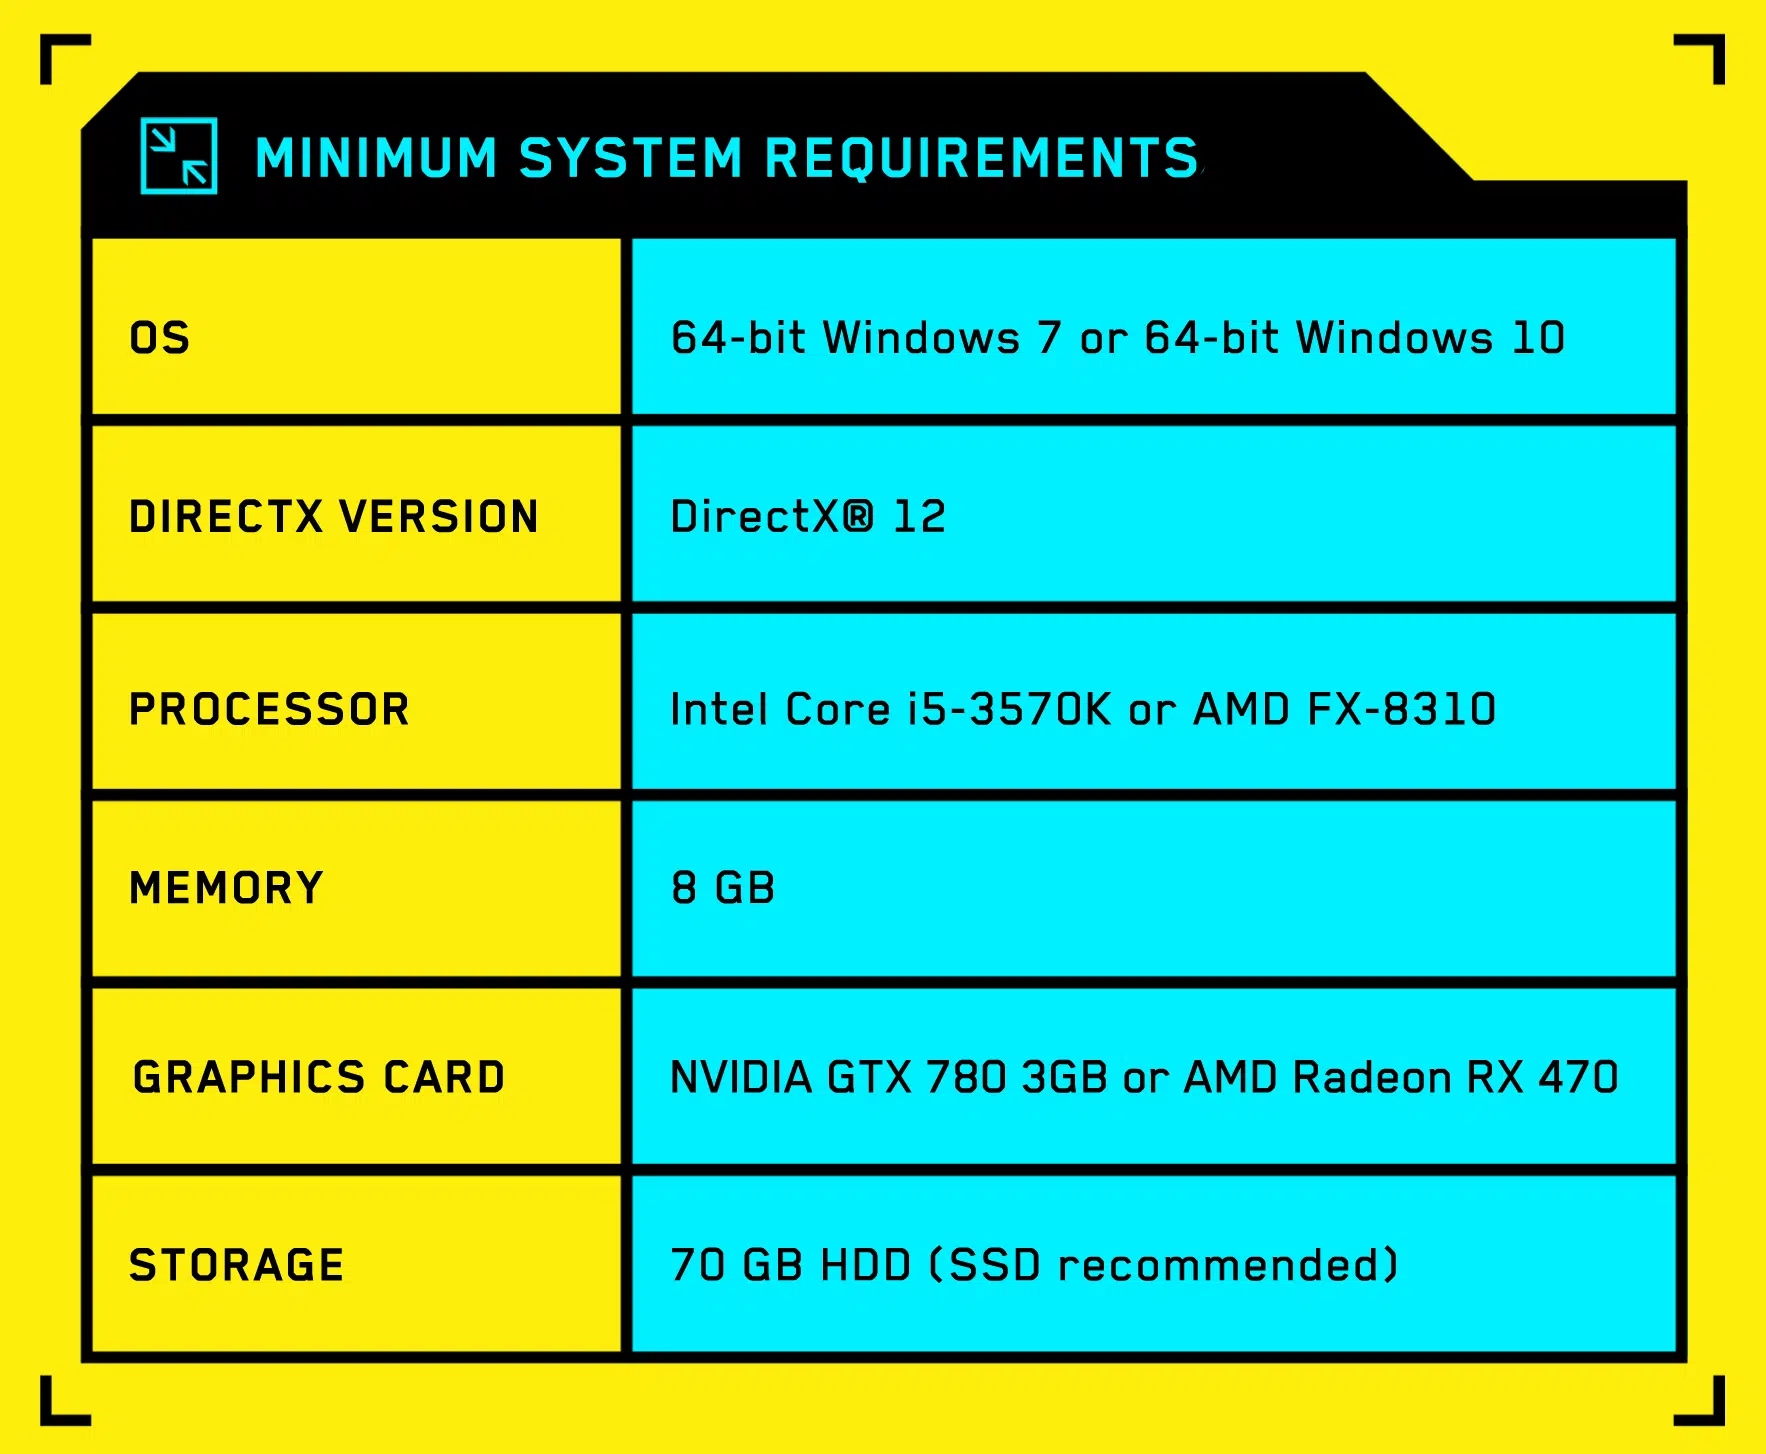 MINIMUM SYSTEM REQUIREMENTS
OS 64-bit Windows 7 or 64-bit Windows 10
DIRECTX VERSION DirectX® 12
PROCESSOR Intel Core i5-3570K or AMD FX-8310
MEMORY 8 GB
GRAPHICS CARD NVIDIA GTX 780 3GB or AMD Radeon RX 470
STORAGE 70 GB HDD (SSD recommended)